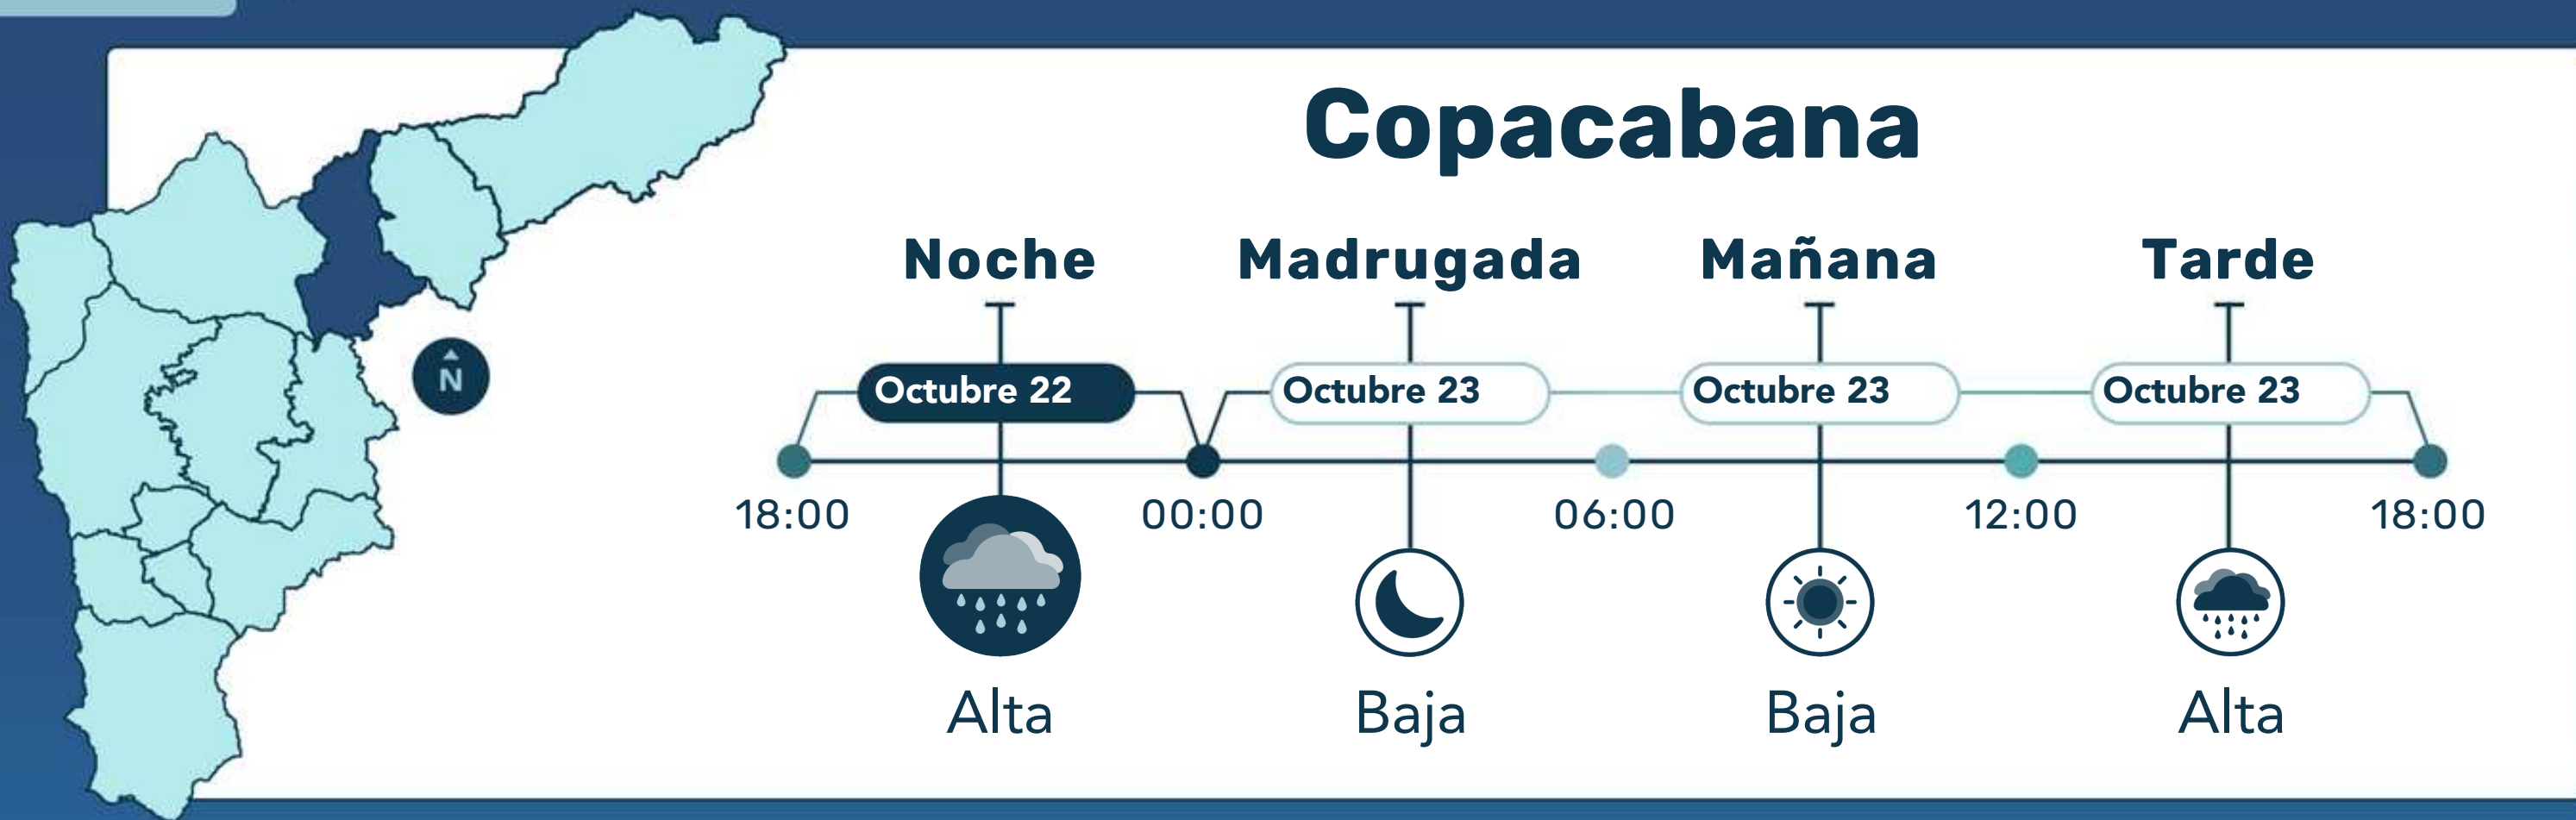 Copacabana
Noche Madrugada Mañana Tarde
Octubre 22 Octubre 23 Octubre 23 Octubre 23
N
18:00 00:00 06:00 12:00 18:00
Alta Baja Baja Alta